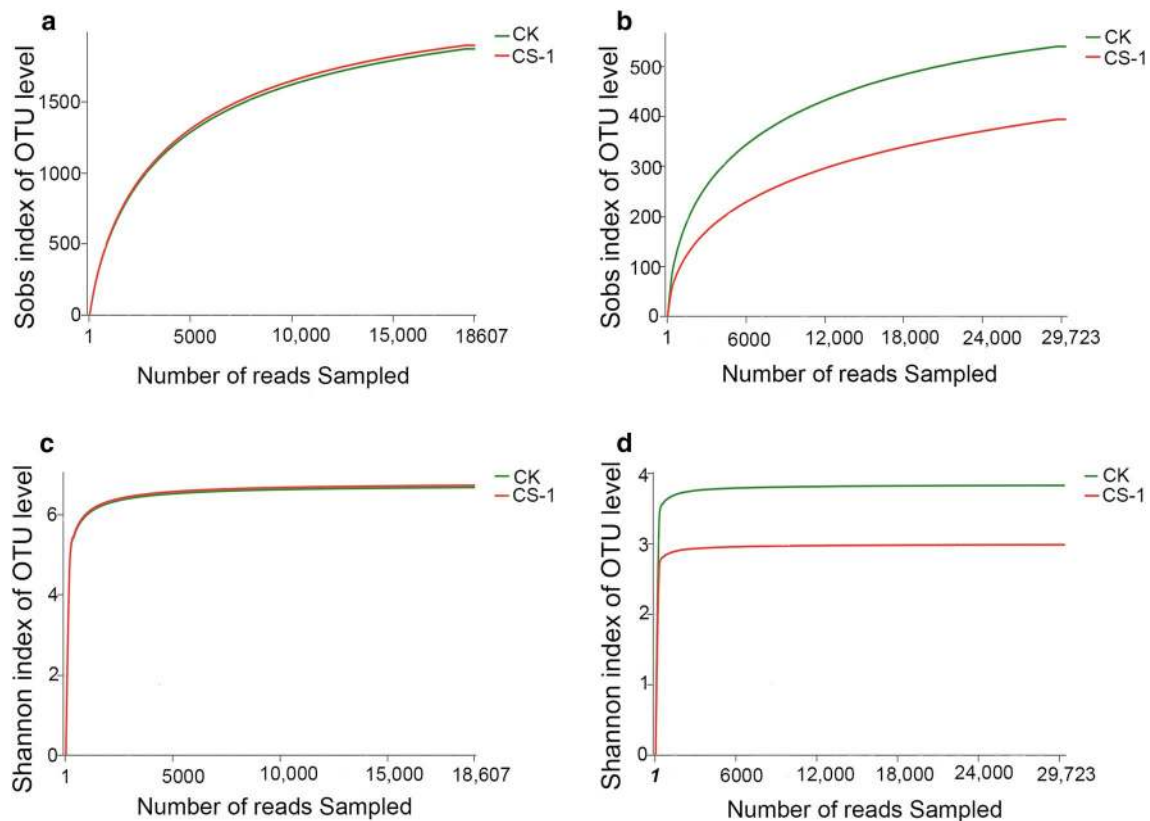 a
CK
CS-1
Sobs index of OTU level
1500
1000
500
0
1 5000 10,000 15,000 18607
Number of reads Sampled
b
CK
CS-1
Sobs index of OTU level
500
400
300
200
100
0
1 6000 12,000 18,000 24,000 29,723
Number of reads Sampled
c
CK
CS-1
Shannon index of OTU level
6
4
2
0
1 5000 10,000 15,000 18,607
Number of reads Sampled
d
CK
CS-1
Shannon index of OTU level
4
3
2
1
0
1 6000 12,000 18,000 24,000 29,723
Number of reads Sampled